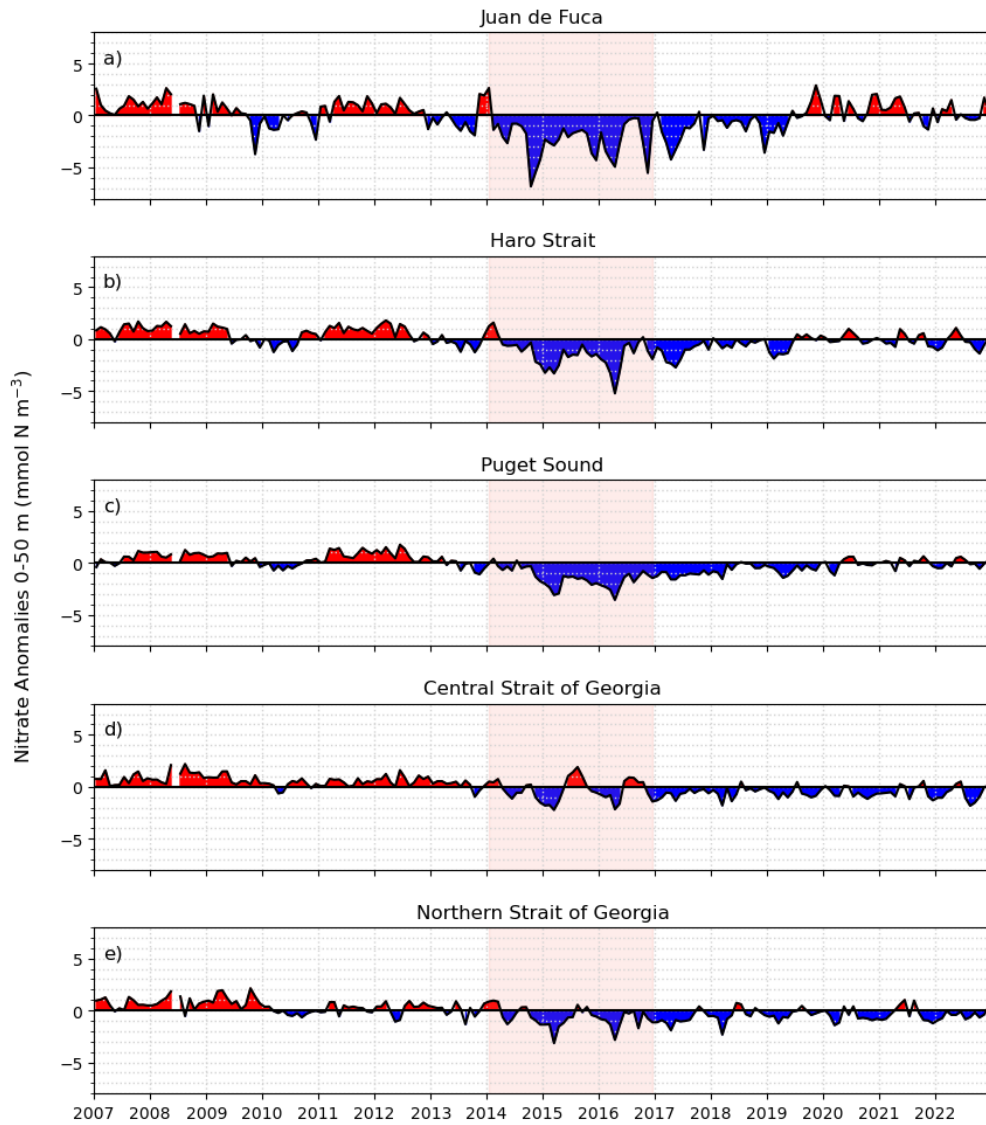 Juan de Fuca
a)
5
0
−5
Haro Strait
b)
5
0
−5
Puget Sound
c)
5
0
−5
Central Strait of Georgia
d)
5
0
−5
Northern Strait of Georgia
e)
5
0
−5
Nitrate Anomalies 0-50 m (mmol N m⁻³)
2007 2008 2009 2010 2011 2012 2013 2014 2015 2016 2017 2018 2019 2020 2021 2022